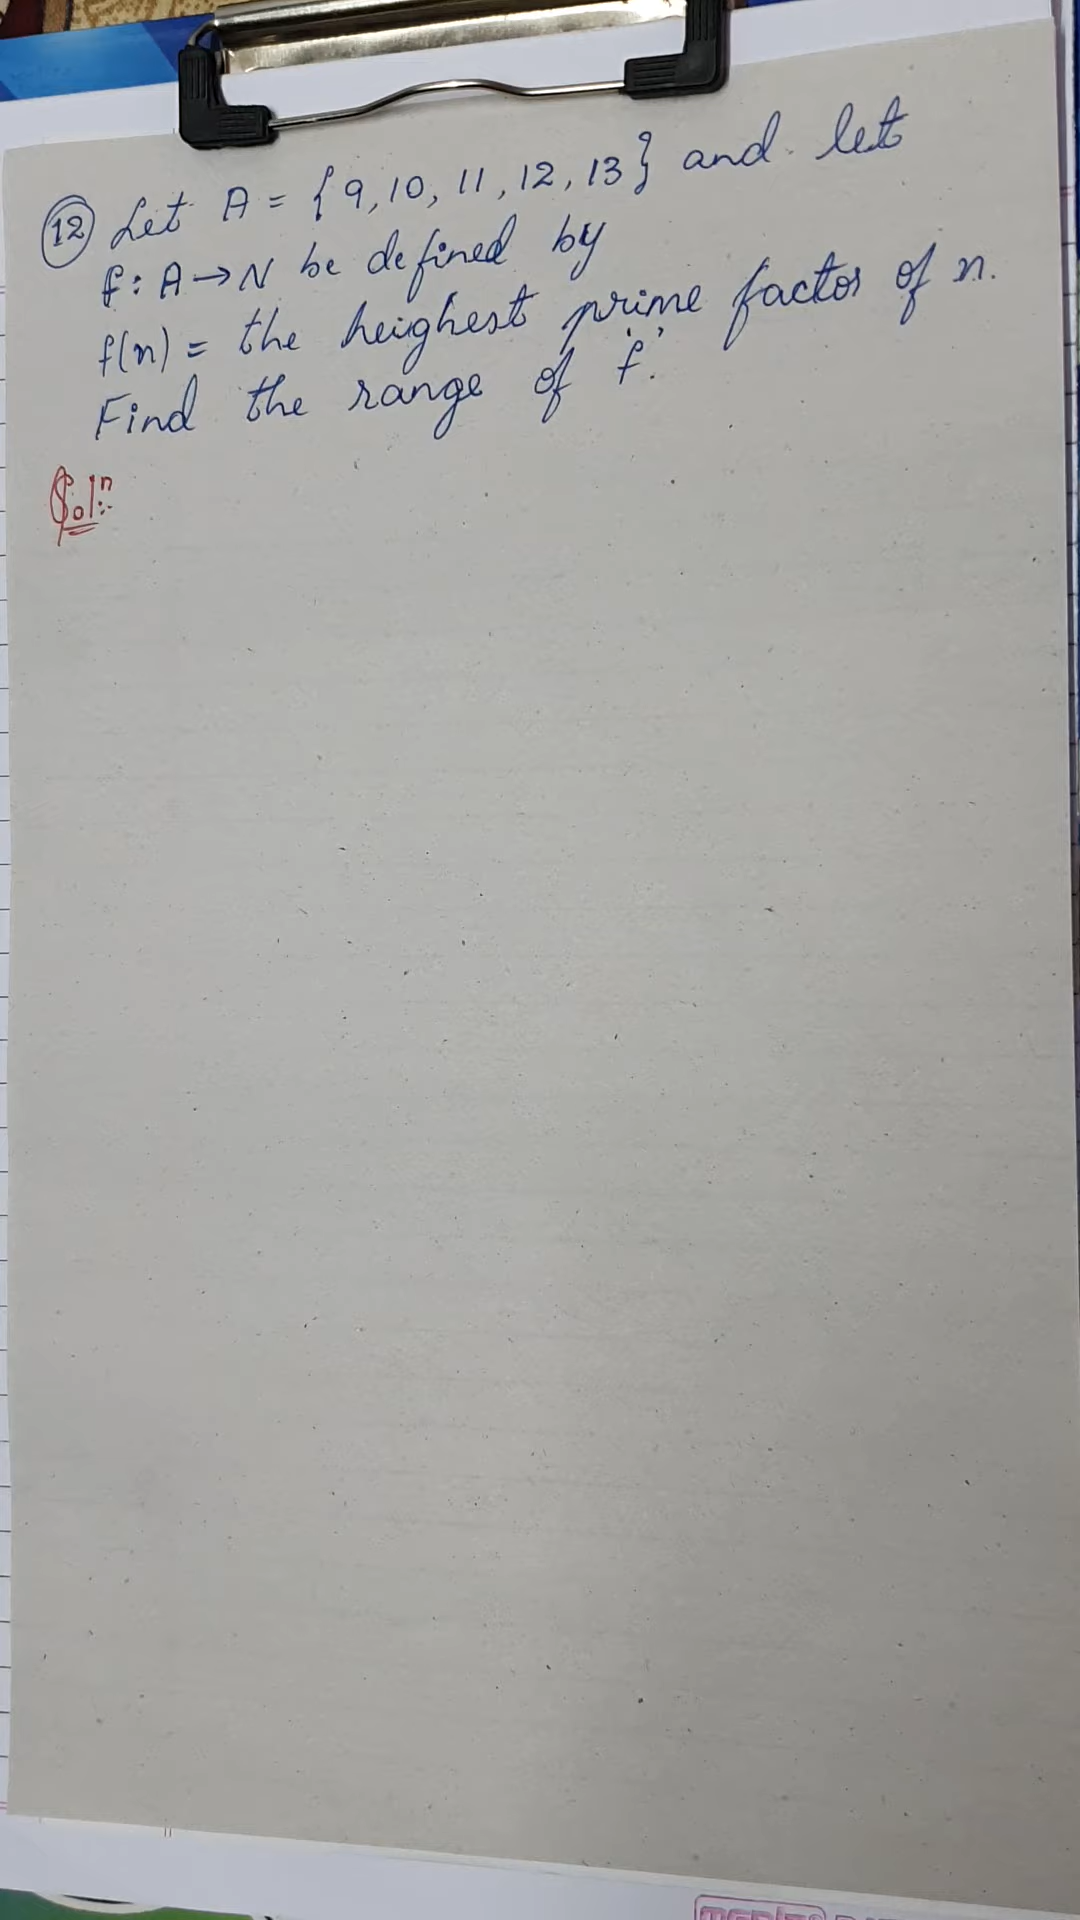 12 Let A = {9, 10, 11, 12, 13} and let
f : A → N be defined by
f(n) = the heighest prime factor of n.
Find the range of 'f'.
Solⁿ: